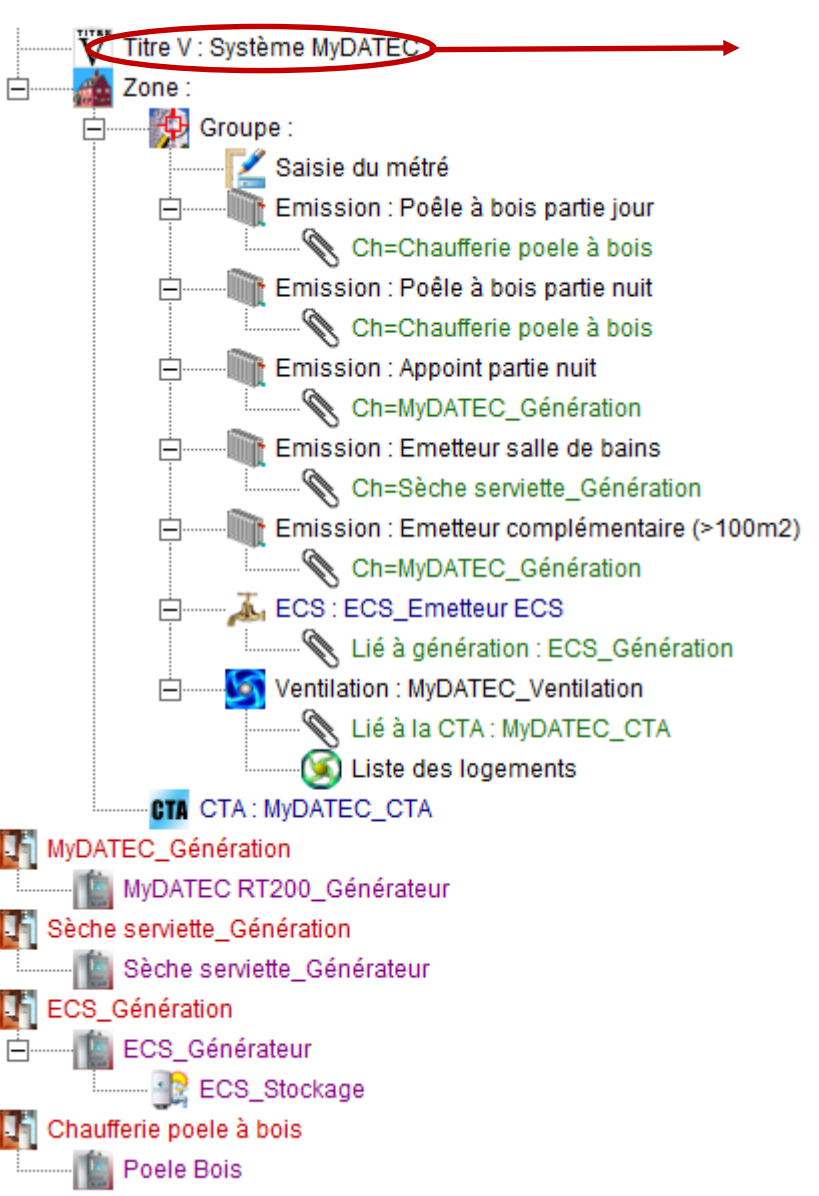 TITRE
V
Titre V : Système MyDATEC
Zone :
Groupe :
Saisie du métré
Emission : Poêle à bois partie jour
Ch=Chaufferie poele à bois
Emission : Poêle à bois partie nuit
Ch=Chaufferie poele à bois
Emission : Appoint partie nuit
Ch=MyDATEC_Génération
Emission : Emetteur salle de bains
Ch=Sèche serviette_Génération
Emission : Emetteur complémentaire (>100m2)
Ch=MyDATEC_Génération
ECS : ECS_Emetteur ECS
Lié à génération : ECS_Génération
Ventilation : MyDATEC_Ventilation
Lié à la CTA : MyDATEC_CTA
Liste des logements
CTA CTA : MyDATEC_CTA
MyDATEC_Génération
MyDATEC RT200_Générateur
Sèche serviette_Génération
Sèche serviette_Générateur
ECS_Génération
ECS_Générateur
ECS_Stockage
Chaufferie poele à bois
Poele Bois